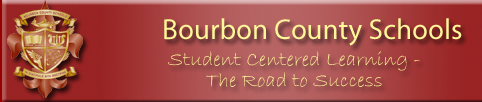 Bourbon County Schools
Student Centered Learning -
The Road to Success